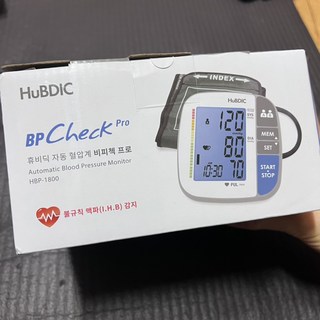 HuBDIC
BPCheck Pro
휴비딕 자동 혈압계 비피첵 프로
Automatic Blood Pressure Monitor
HBP-1800
불규칙 맥파(I.H.B) 감지
INDEX
HuBDIC
120
80
10:30 70
PUL
MEM
SET
START
STOP